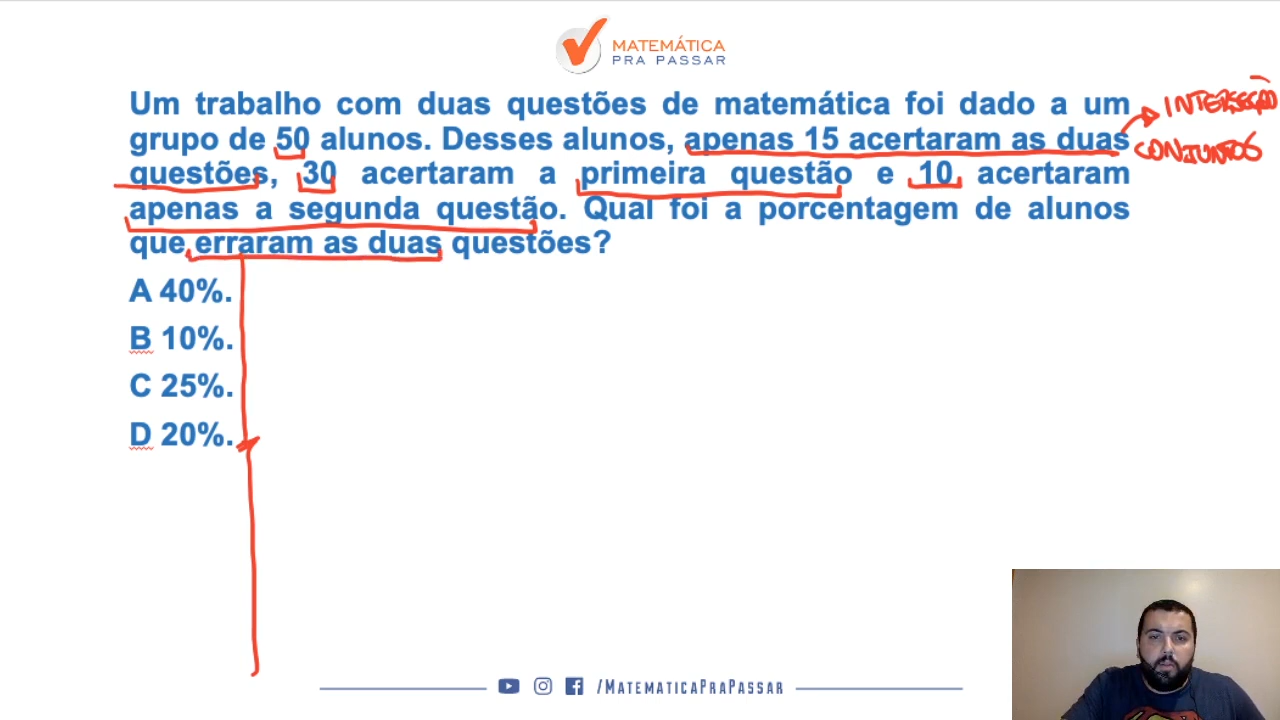 MATEMÁTICA
PRA PASSAR
Um trabalho com duas questões de matemática foi dado a um
grupo de 50 alunos. Desses alunos, apenas 15 acertaram as duas
questões, 30 acertaram a primeira questão e 10 acertaram
apenas a segunda questão. Qual foi a porcentagem de alunos
que erraram as duas questões?
INTERSEÇÃO
CONJUNTOS
A 40%.
B 10%.
C 25%.
D 20%.
/MATEMATICAPRAPASSAR